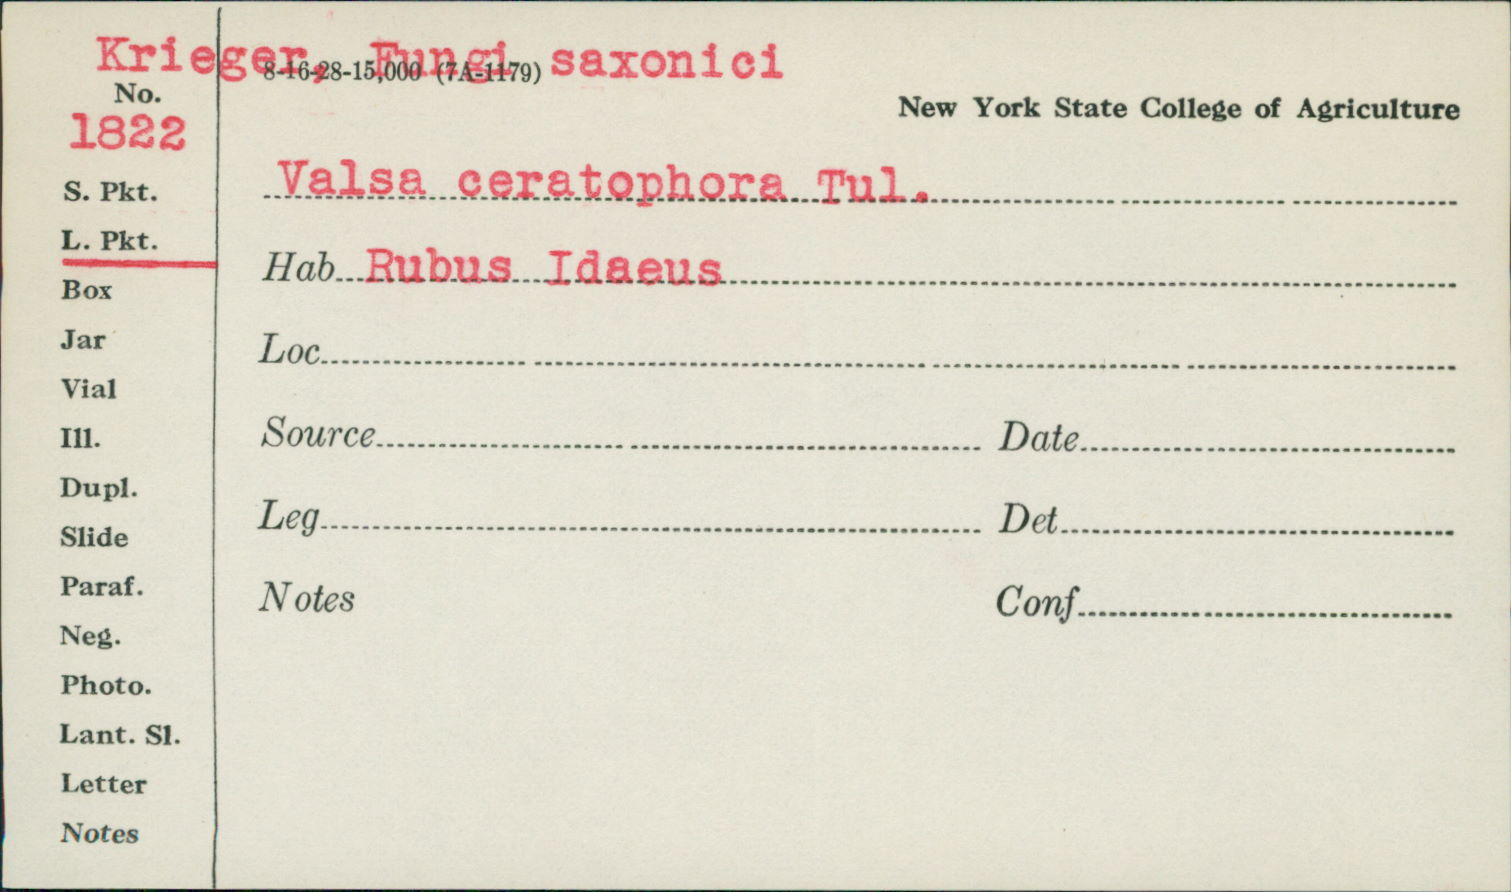 Krieger, Fungi saxonici
8-16-28-15,000 (7A-1179)
No.
1822
New York State College of Agriculture
S. Pkt.
Valsa ceratophora Tul.
L. Pkt.
Hab. Rubus Idaeus
Box
Jar
Loc.
Vial
Ill.
Source
Date
Dupl.
Leg
Det
Slide
Paraf.
Notes
Conf
Neg.
Photo.
Lant. Sl.
Letter
Notes